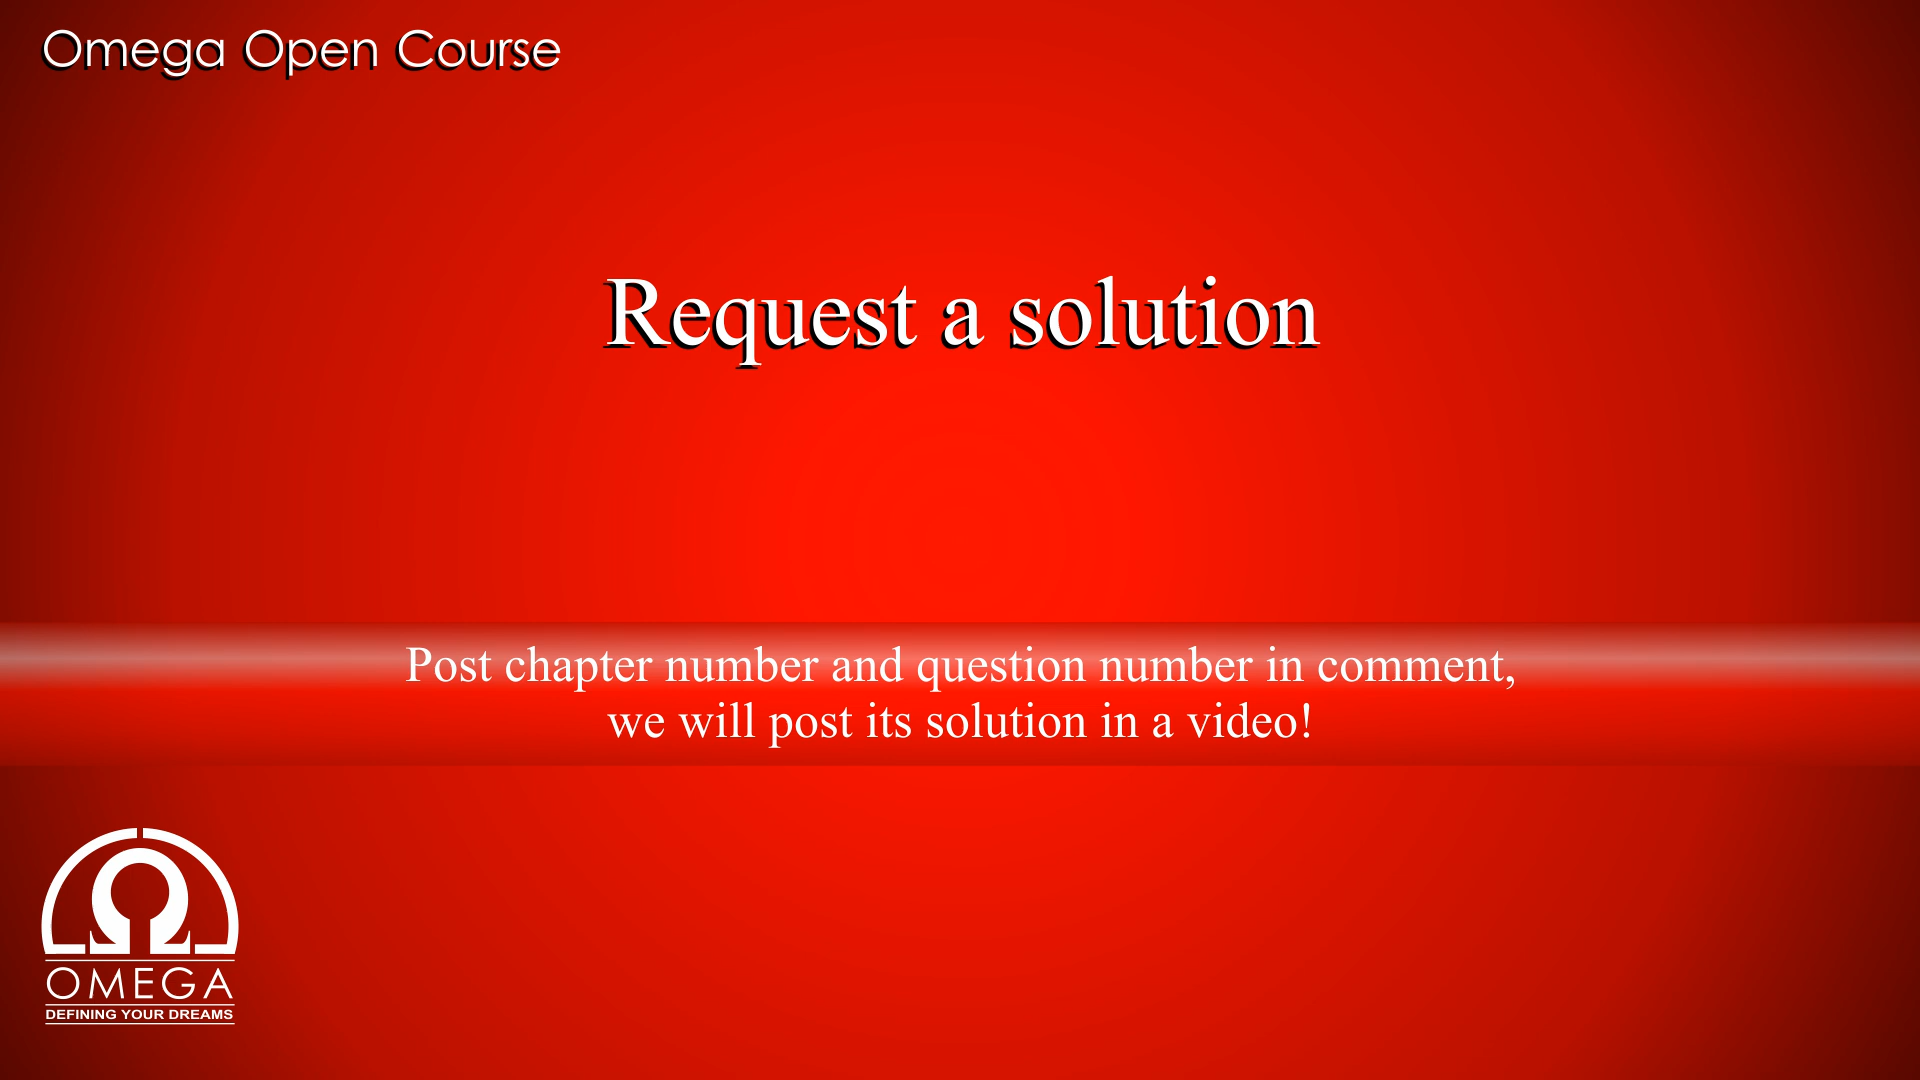 Omega Open Course
Request a solution
Post chapter number and question number in comment,
we will post its solution in a video!
OMEGA
DEFINING YOUR DREAMS